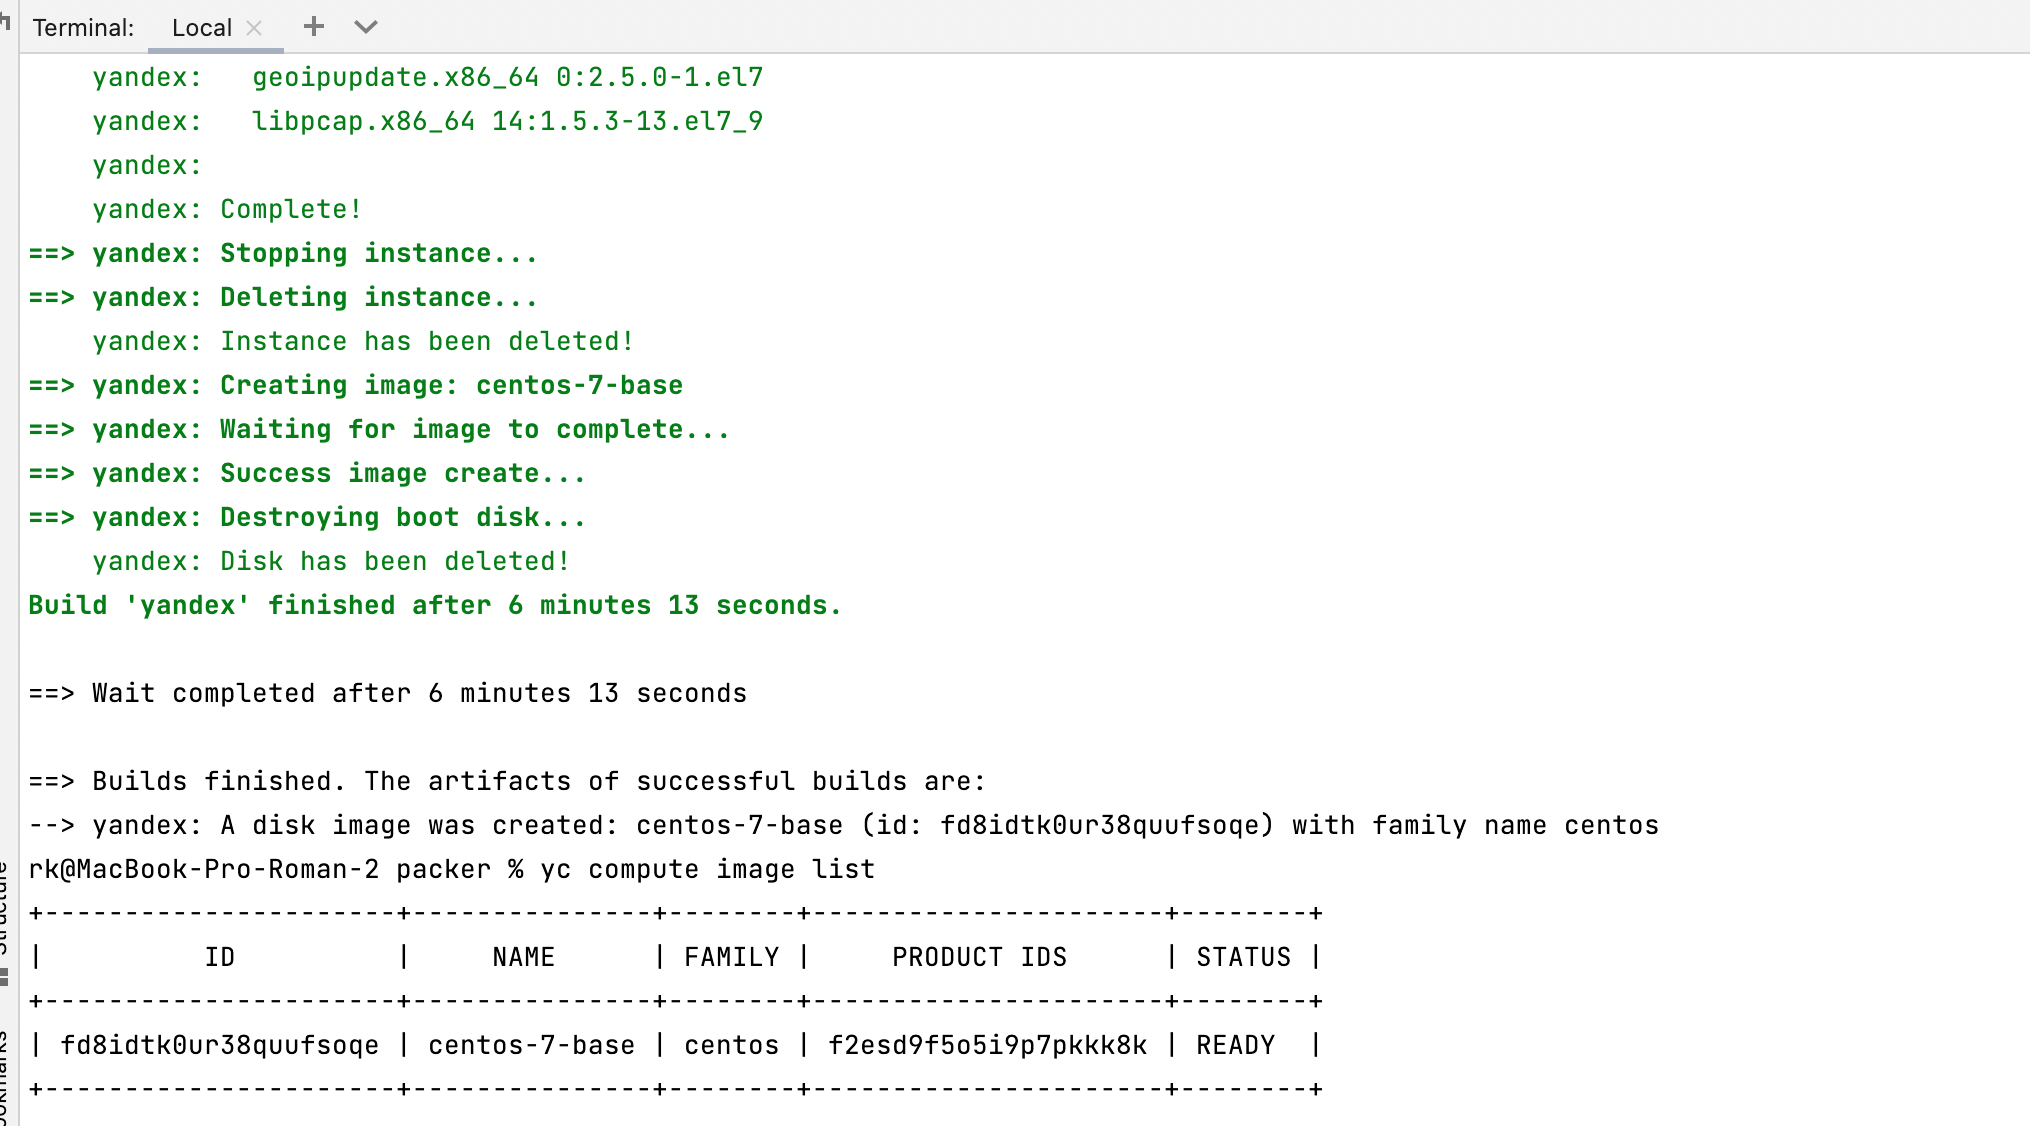 Terminal: Local
yandex:   geoipupdate.x86_64 0:2.5.0-1.el7
yandex:   libpcap.x86_64 14:1.5.3-13.el7_9
yandex:
yandex: Complete!
==> yandex: Stopping instance...
==> yandex: Deleting instance...
yandex: Instance has been deleted!
==> yandex: Creating image: centos-7-base
==> yandex: Waiting for image to complete...
==> yandex: Success image create...
==> yandex: Destroying boot disk...
yandex: Disk has been deleted!
Build 'yandex' finished after 6 minutes 13 seconds.
==> Wait completed after 6 minutes 13 seconds
==> Builds finished. The artifacts of successful builds are:
--> yandex: A disk image was created: centos-7-base (id: fd8idtk0ur38quufsoqe) with family name centos
rk@MacBook-Pro-Roman-2 packer % yc compute image list
+----------------------+---------------+--------+----------------------+--------+
|          ID          |     NAME      | FAMILY |     PRODUCT IDS      | STATUS |
+----------------------+---------------+--------+----------------------+--------+
| fd8idtk0ur38quufsoqe | centos-7-base | centos | f2esd9f5o5i9p7pkkk8k | READY  |
+----------------------+---------------+--------+----------------------+--------+